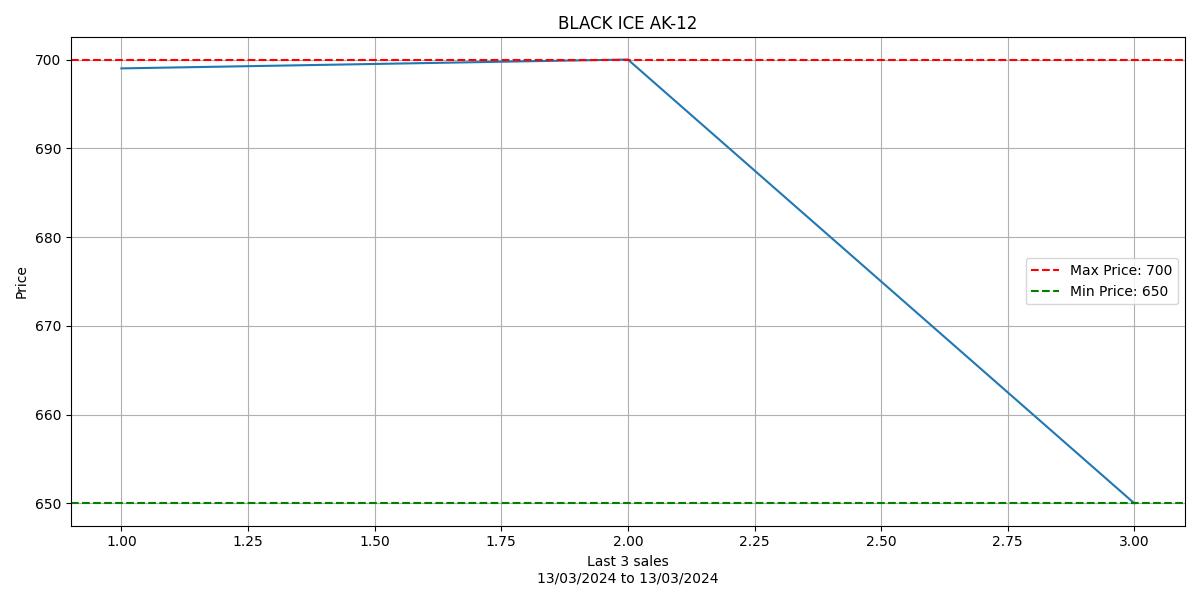 BLACK ICE AK-12
Price
700
690
680
670
660
650
Max Price: 700
Min Price: 650
1.00 1.25 1.50 1.75 2.00 2.25 2.50 2.75 3.00
Last 3 sales
13/03/2024 to 13/03/2024